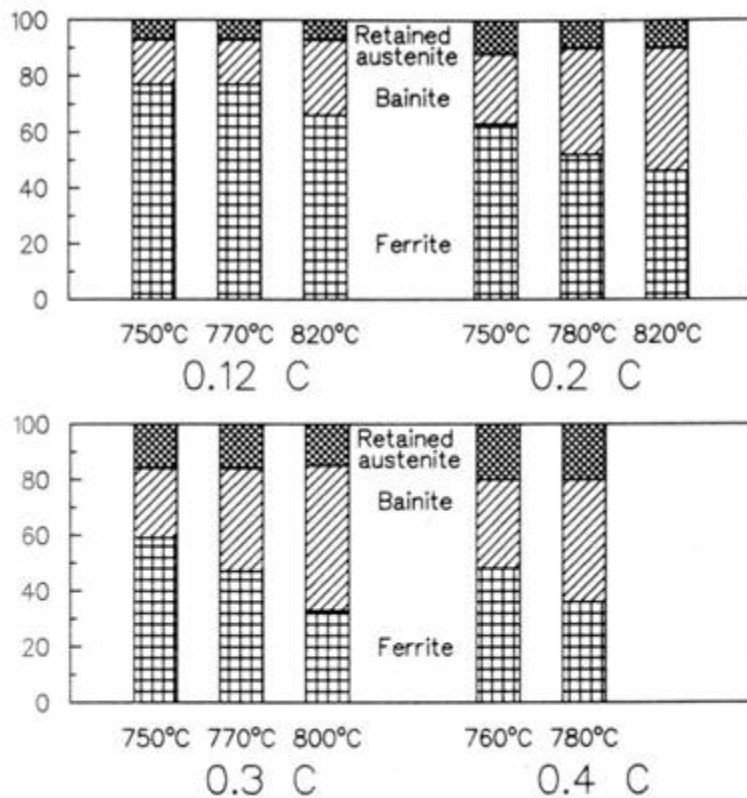 100
80
60
40
20
0
Retained
austenite
Bainite
Ferrite
750°C 770°C 820°C 750°C 780°C 820°C
0.12 C 0.2 C
100
80
60
40
20
0
Retained
austenite
Bainite
Ferrite
750°C 770°C 800°C 760°C 780°C
0.3 C 0.4 C